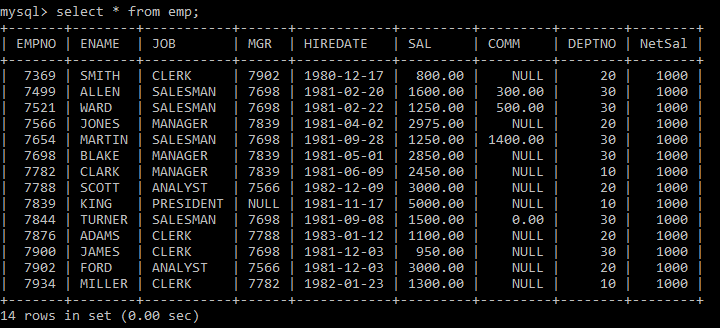 mysql> select * from emp;
+-------+--------+-----------+------+------------+---------+---------+--------+--------+
| EMPNO | ENAME | JOB | MGR | HIREDATE | SAL | COMM | DEPTNO | NetSal |
+-------+--------+-----------+------+------------+---------+---------+--------+--------+
| 7369 | SMITH | CLERK | 7902 | 1980-12-17 | 800.00 | NULL | 20 | 1000 |
| 7499 | ALLEN | SALESMAN | 7698 | 1981-02-20 | 1600.00 | 300.00 | 30 | 1000 |
| 7521 | WARD | SALESMAN | 7698 | 1981-02-22 | 1250.00 | 500.00 | 30 | 1000 |
| 7566 | JONES | MANAGER | 7839 | 1981-04-02 | 2975.00 | NULL | 20 | 1000 |
| 7654 | MARTIN | SALESMAN | 7698 | 1981-09-28 | 1250.00 | 1400.00 | 30 | 1000 |
| 7698 | BLAKE | MANAGER | 7839 | 1981-05-01 | 2850.00 | NULL | 30 | 1000 |
| 7782 | CLARK | MANAGER | 7839 | 1981-06-09 | 2450.00 | NULL | 10 | 1000 |
| 7788 | SCOTT | ANALYST | 7566 | 1982-12-09 | 3000.00 | NULL | 20 | 1000 |
| 7839 | KING | PRESIDENT | NULL | 1981-11-17 | 5000.00 | NULL | 10 | 1000 |
| 7844 | TURNER | SALESMAN | 7698 | 1981-09-08 | 1500.00 | 0.00 | 30 | 1000 |
| 7876 | ADAMS | CLERK | 7788 | 1983-01-12 | 1100.00 | NULL | 20 | 1000 |
| 7900 | JAMES | CLERK | 7698 | 1981-12-03 | 950.00 | NULL | 30 | 1000 |
| 7902 | FORD | ANALYST | 7566 | 1981-12-03 | 3000.00 | NULL | 20 | 1000 |
| 7934 | MILLER | CLERK | 7782 | 1982-01-23 | 1300.00 | NULL | 10 | 1000 |
+-------+--------+-----------+------+------------+---------+---------+--------+--------+
14 rows in set (0.00 sec)